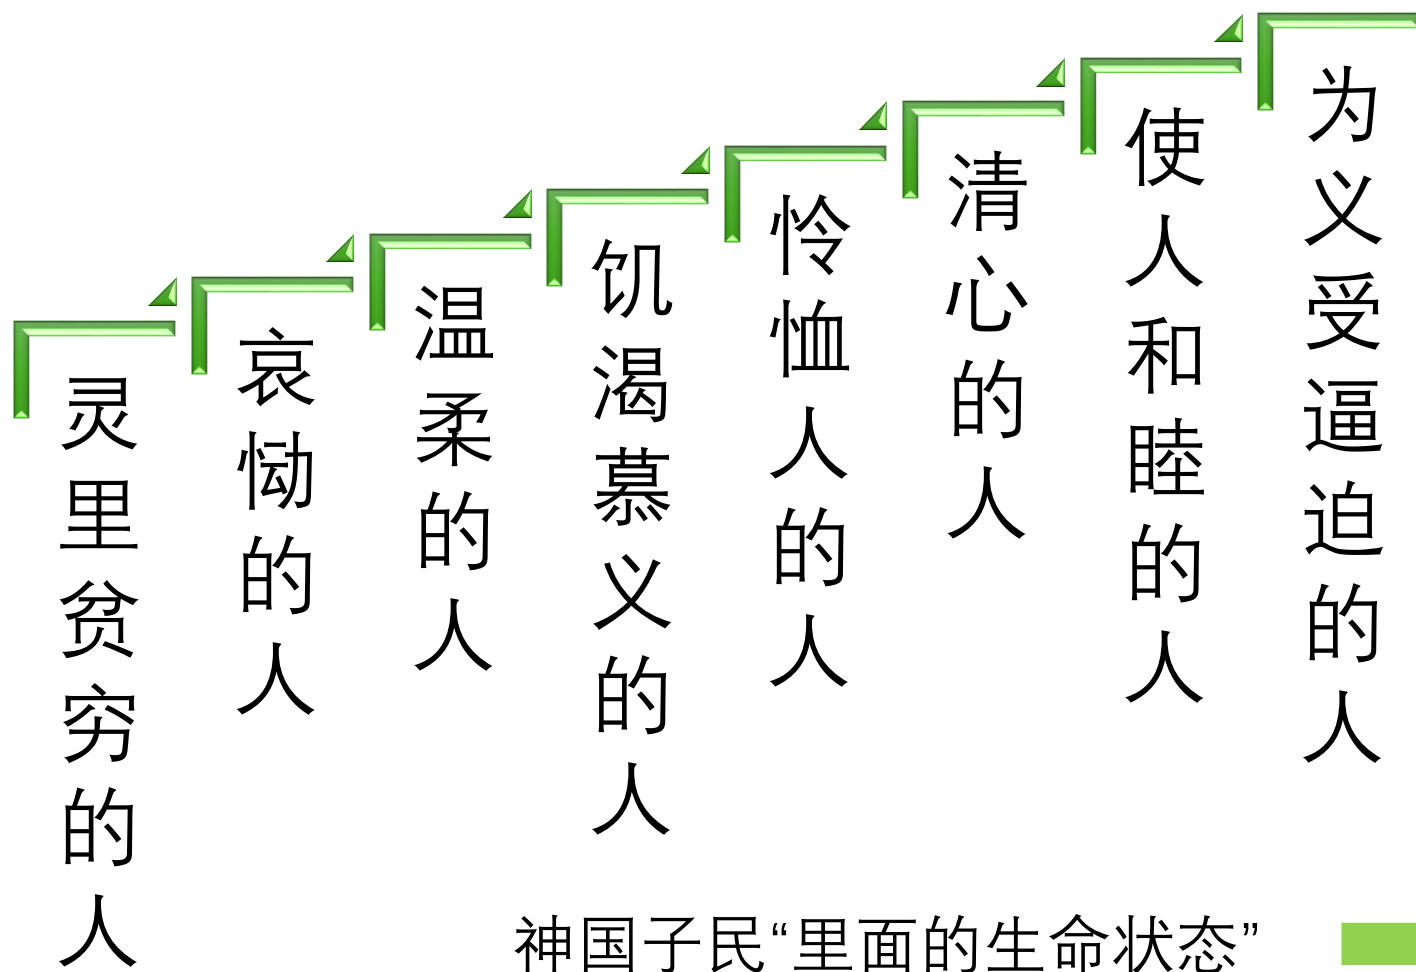 灵里贫穷的人
哀恸的人
温柔的人
饥渴慕义的人
怜恤人的人
清心的人
使人和睦的人
为义受逼迫的人
神国子民“里面的生命状态”